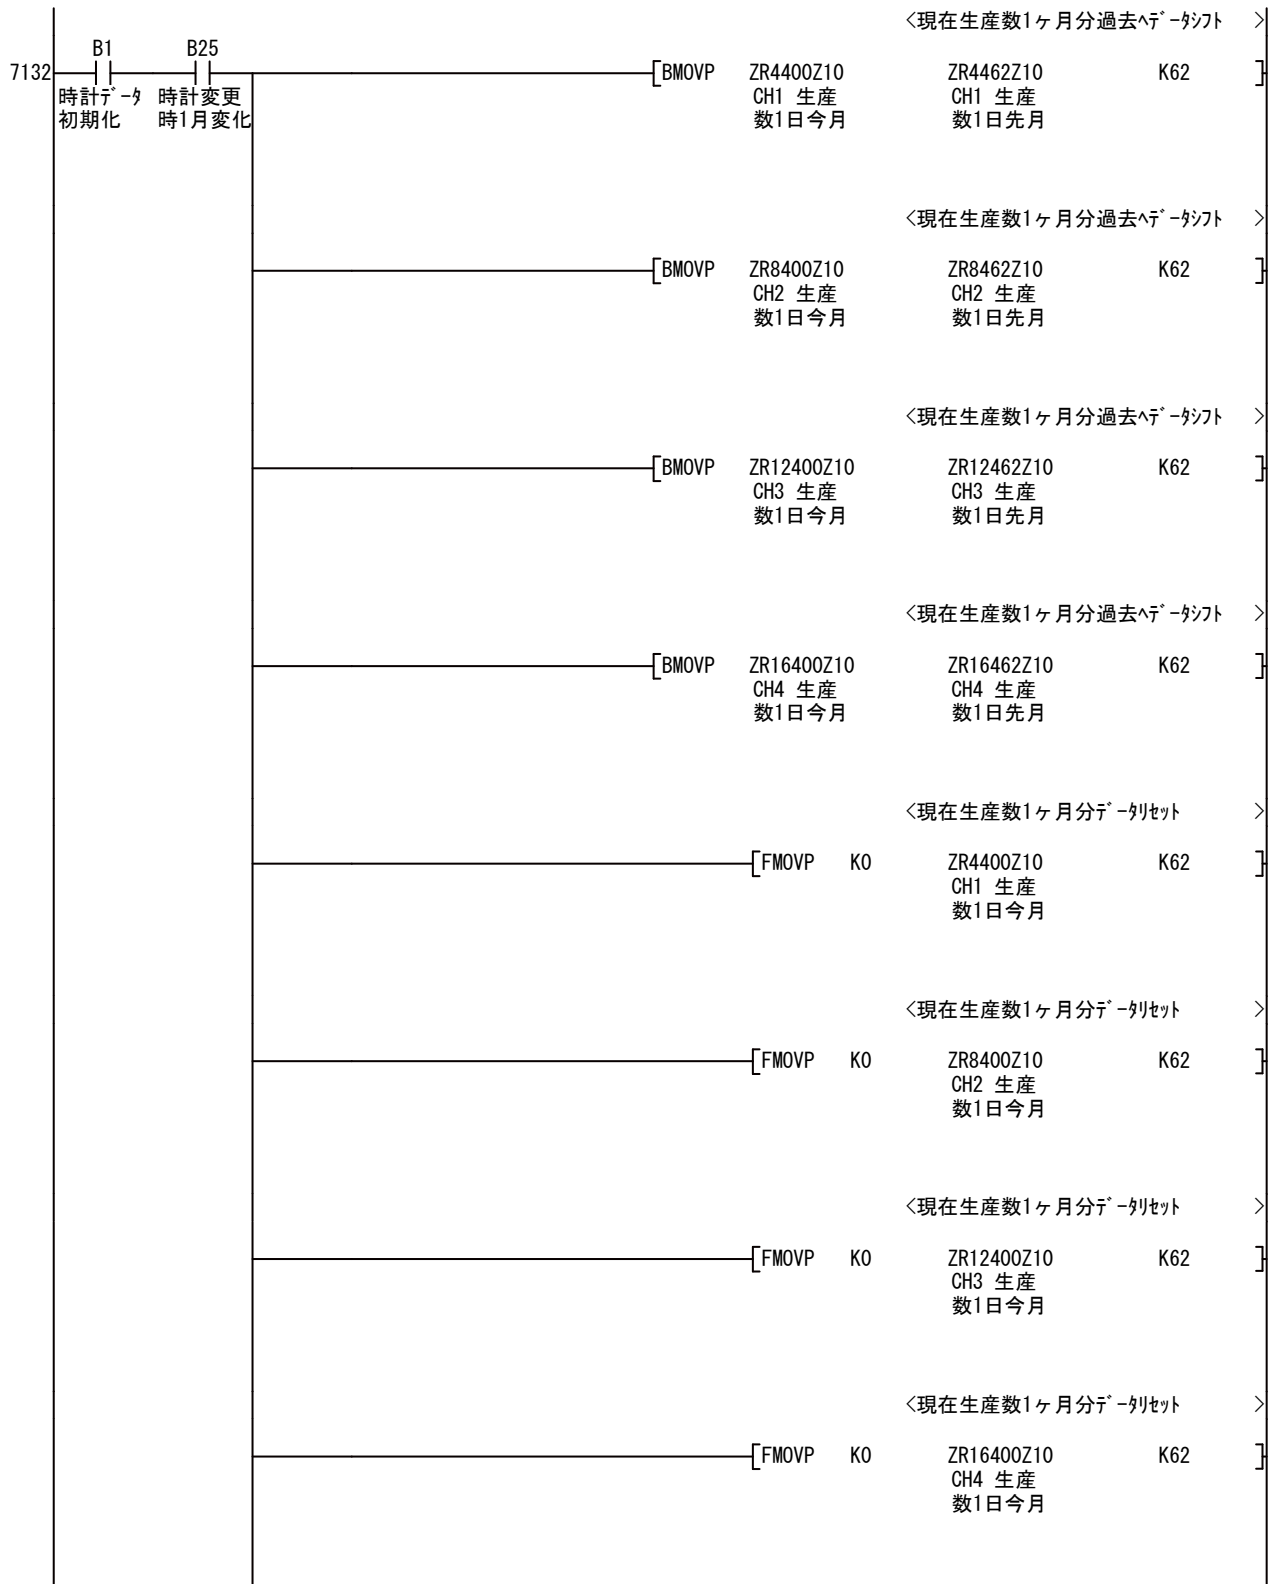 <現在生産数1ヶ月分過去ﾍﾃﾞｰﾀｼﾌﾄ >
B1 B25
7132 [BMOVP ZR4400Z10 ZR4462Z10 K62 ]
時計ﾃﾞｰﾀ 時計変更 CH1 生産 CH1 生産
初期化 時1月変化 数1日今月 数1日先月
<現在生産数1ヶ月分過去ﾍﾃﾞｰﾀｼﾌﾄ >
[BMOVP ZR8400Z10 ZR8462Z10 K62 ]
CH2 生産 CH2 生産
数1日今月 数1日先月
<現在生産数1ヶ月分過去ﾍﾃﾞｰﾀｼﾌﾄ >
[BMOVP ZR12400Z10 ZR12462Z10 K62 ]
CH3 生産 CH3 生産
数1日今月 数1日先月
<現在生産数1ヶ月分過去ﾍﾃﾞｰﾀｼﾌﾄ >
[BMOVP ZR16400Z10 ZR16462Z10 K62 ]
CH4 生産 CH4 生産
数1日今月 数1日先月
<現在生産数1ヶ月分ﾃﾞｰﾀﾘｾｯﾄ >
[FMOVP K0 ZR4400Z10 K62 ]
CH1 生産
数1日今月
<現在生産数1ヶ月分ﾃﾞｰﾀﾘｾｯﾄ >
[FMOVP K0 ZR8400Z10 K62 ]
CH2 生産
数1日今月
<現在生産数1ヶ月分ﾃﾞｰﾀﾘｾｯﾄ >
[FMOVP K0 ZR12400Z10 K62 ]
CH3 生産
数1日今月
<現在生産数1ヶ月分ﾃﾞｰﾀﾘｾｯﾄ >
[FMOVP K0 ZR16400Z10 K62 ]
CH4 生産
数1日今月